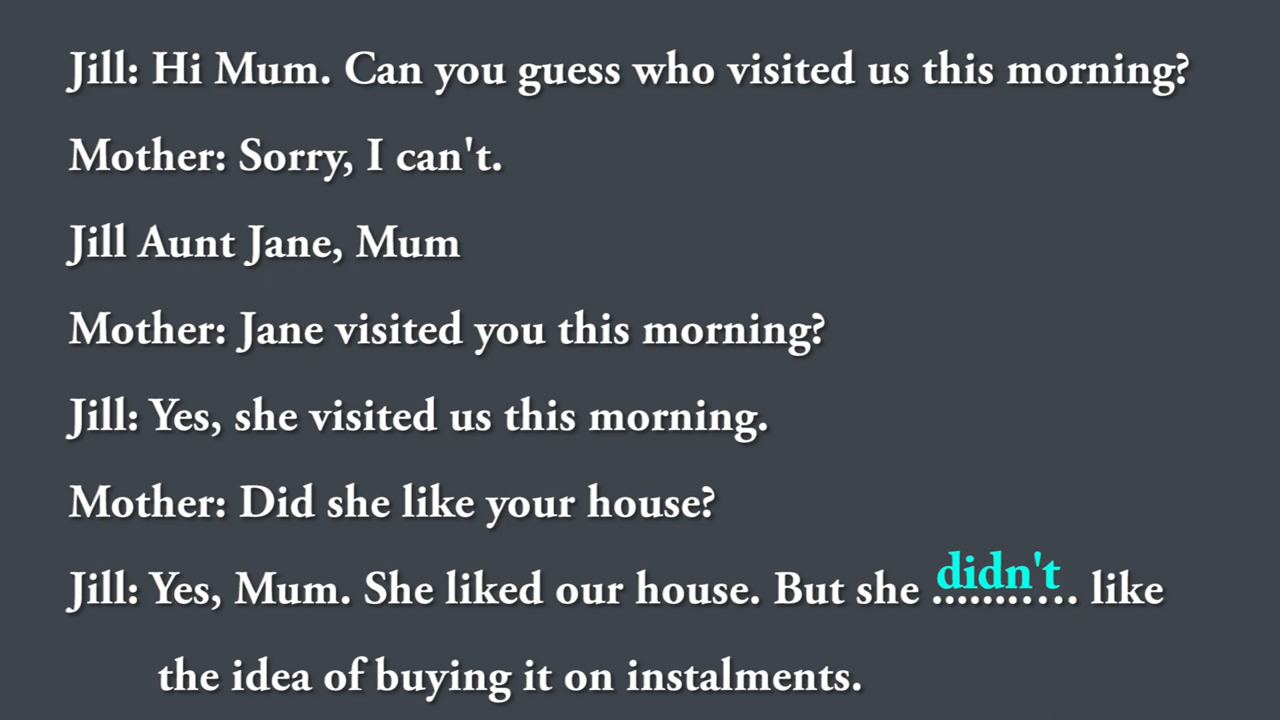 Jill: Hi Mum. Can you guess who visited us this morning?
Mother: Sorry, I can't.
Jill Aunt Jane, Mum
Mother: Jane visited you this morning?
Jill: Yes, she visited us this morning.
Mother: Did she like your house?
Jill: Yes, Mum. She liked our house. But she didn't like
the idea of buying it on instalments.